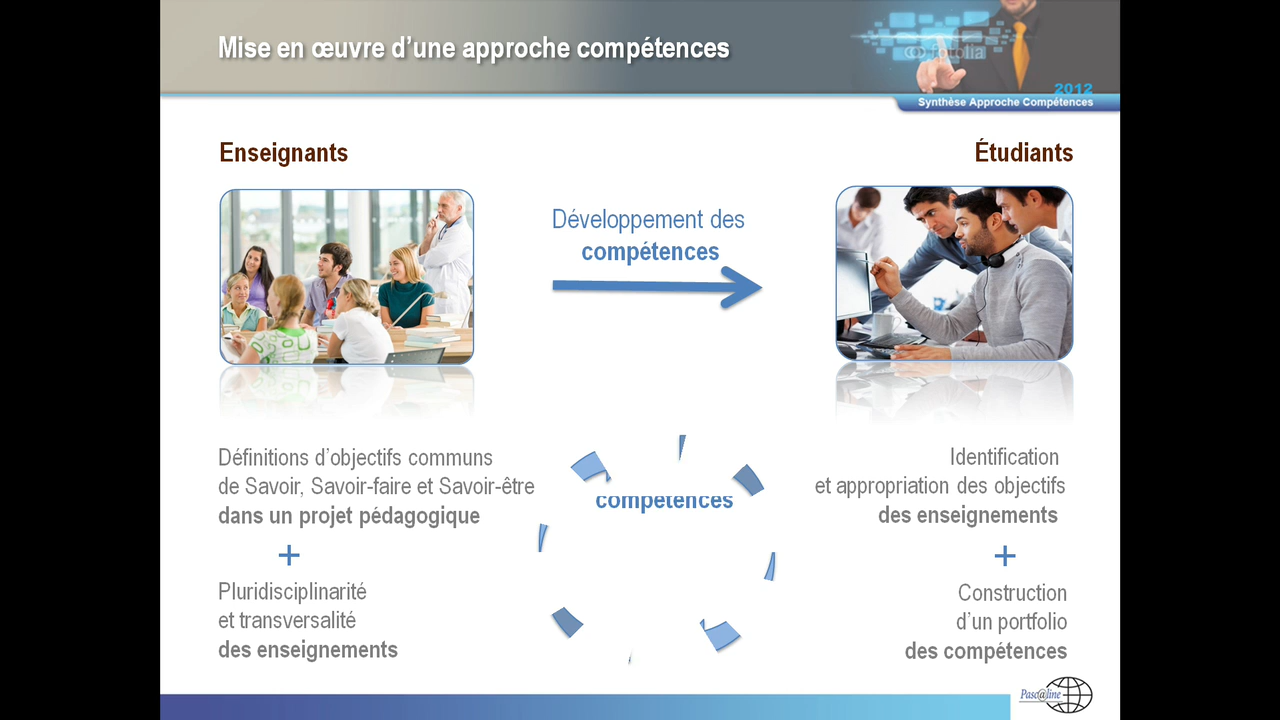 Mise en œuvre d’une approche compétences
fotolia
2012
Synthèse Approche Compétences
Enseignants
Étudiants
Développement des
compétences
Définitions d’objectifs communs
de Savoir, Savoir-faire et Savoir-être
dans un projet pédagogique
+
Pluridisciplinarité
et transversalité
des enseignements
compétences
Identification
et appropriation des objectifs
des enseignements
+
Construction
d’un portfolio
des compétences
Pasc@line